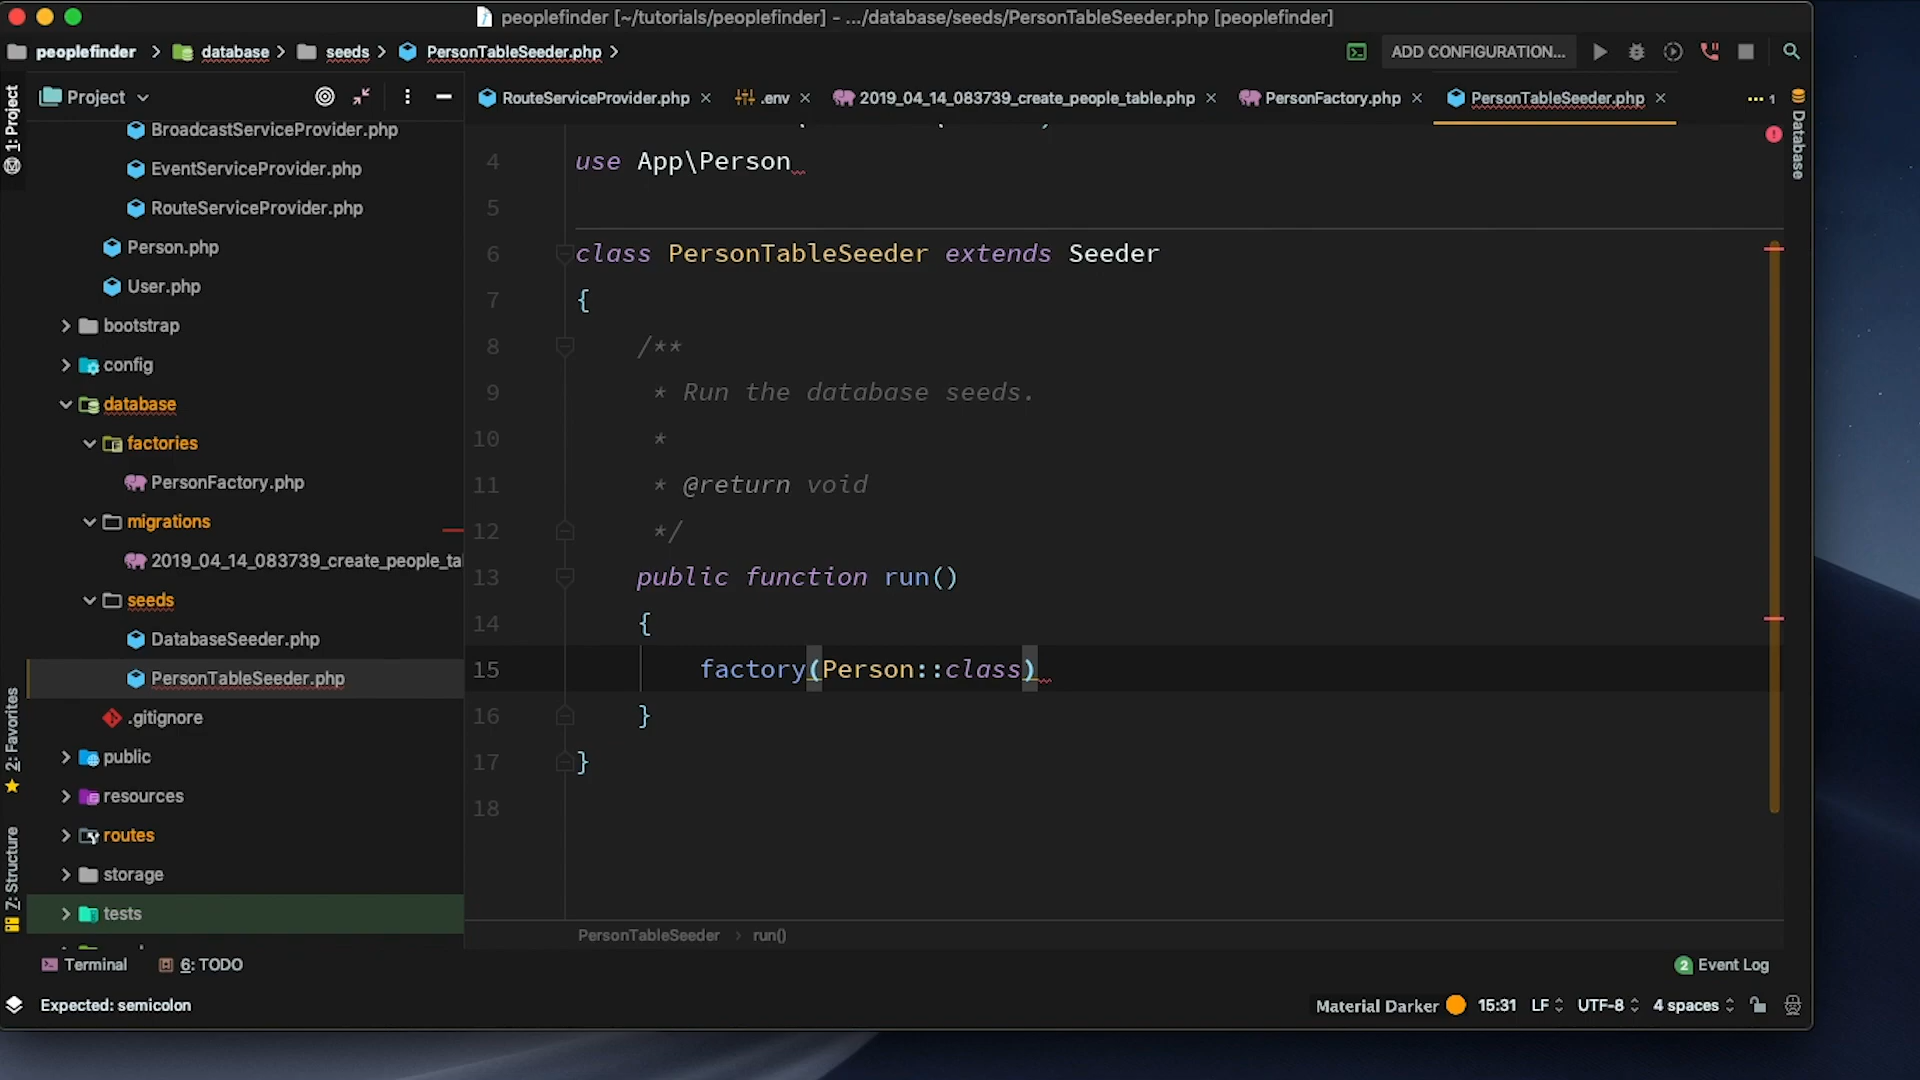 peoplefinder [~/tutorials/peoplefinder] - .../database/seeds/PersonTableSeeder.php [peoplefinder]
peoplefinder > database > seeds > PersonTableSeeder.php >
ADD CONFIGURATION...
1: Project
Project
RouteServiceProvider.php
.env
2019_04_14_083739_create_people_table.php
PersonFactory.php
PersonTableSeeder.php
1
Database
BroadcastServiceProvider.php
EventServiceProvider.php
RouteServiceProvider.php
Person.php
User.php
bootstrap
config
database
factories
PersonFactory.php
migrations
2019_04_14_083739_create_people_ta
seeds
DatabaseSeeder.php
PersonTableSeeder.php
.gitignore
public
resources
routes
storage
tests
2: Favorites
7: Structure
4 use App\Person
5
6 class PersonTableSeeder extends Seeder
7 {
8 /**
9 * Run the database seeds.
10 *
11 * @return void
12 */
13 public function run()
14 {
15 factory(Person::class)
16 }
17 }
18
PersonTableSeeder > run()
Terminal
6: TODO
2 Event Log
Expected: semicolon
Material Darker
15:31
LF
UTF-8
4 spaces